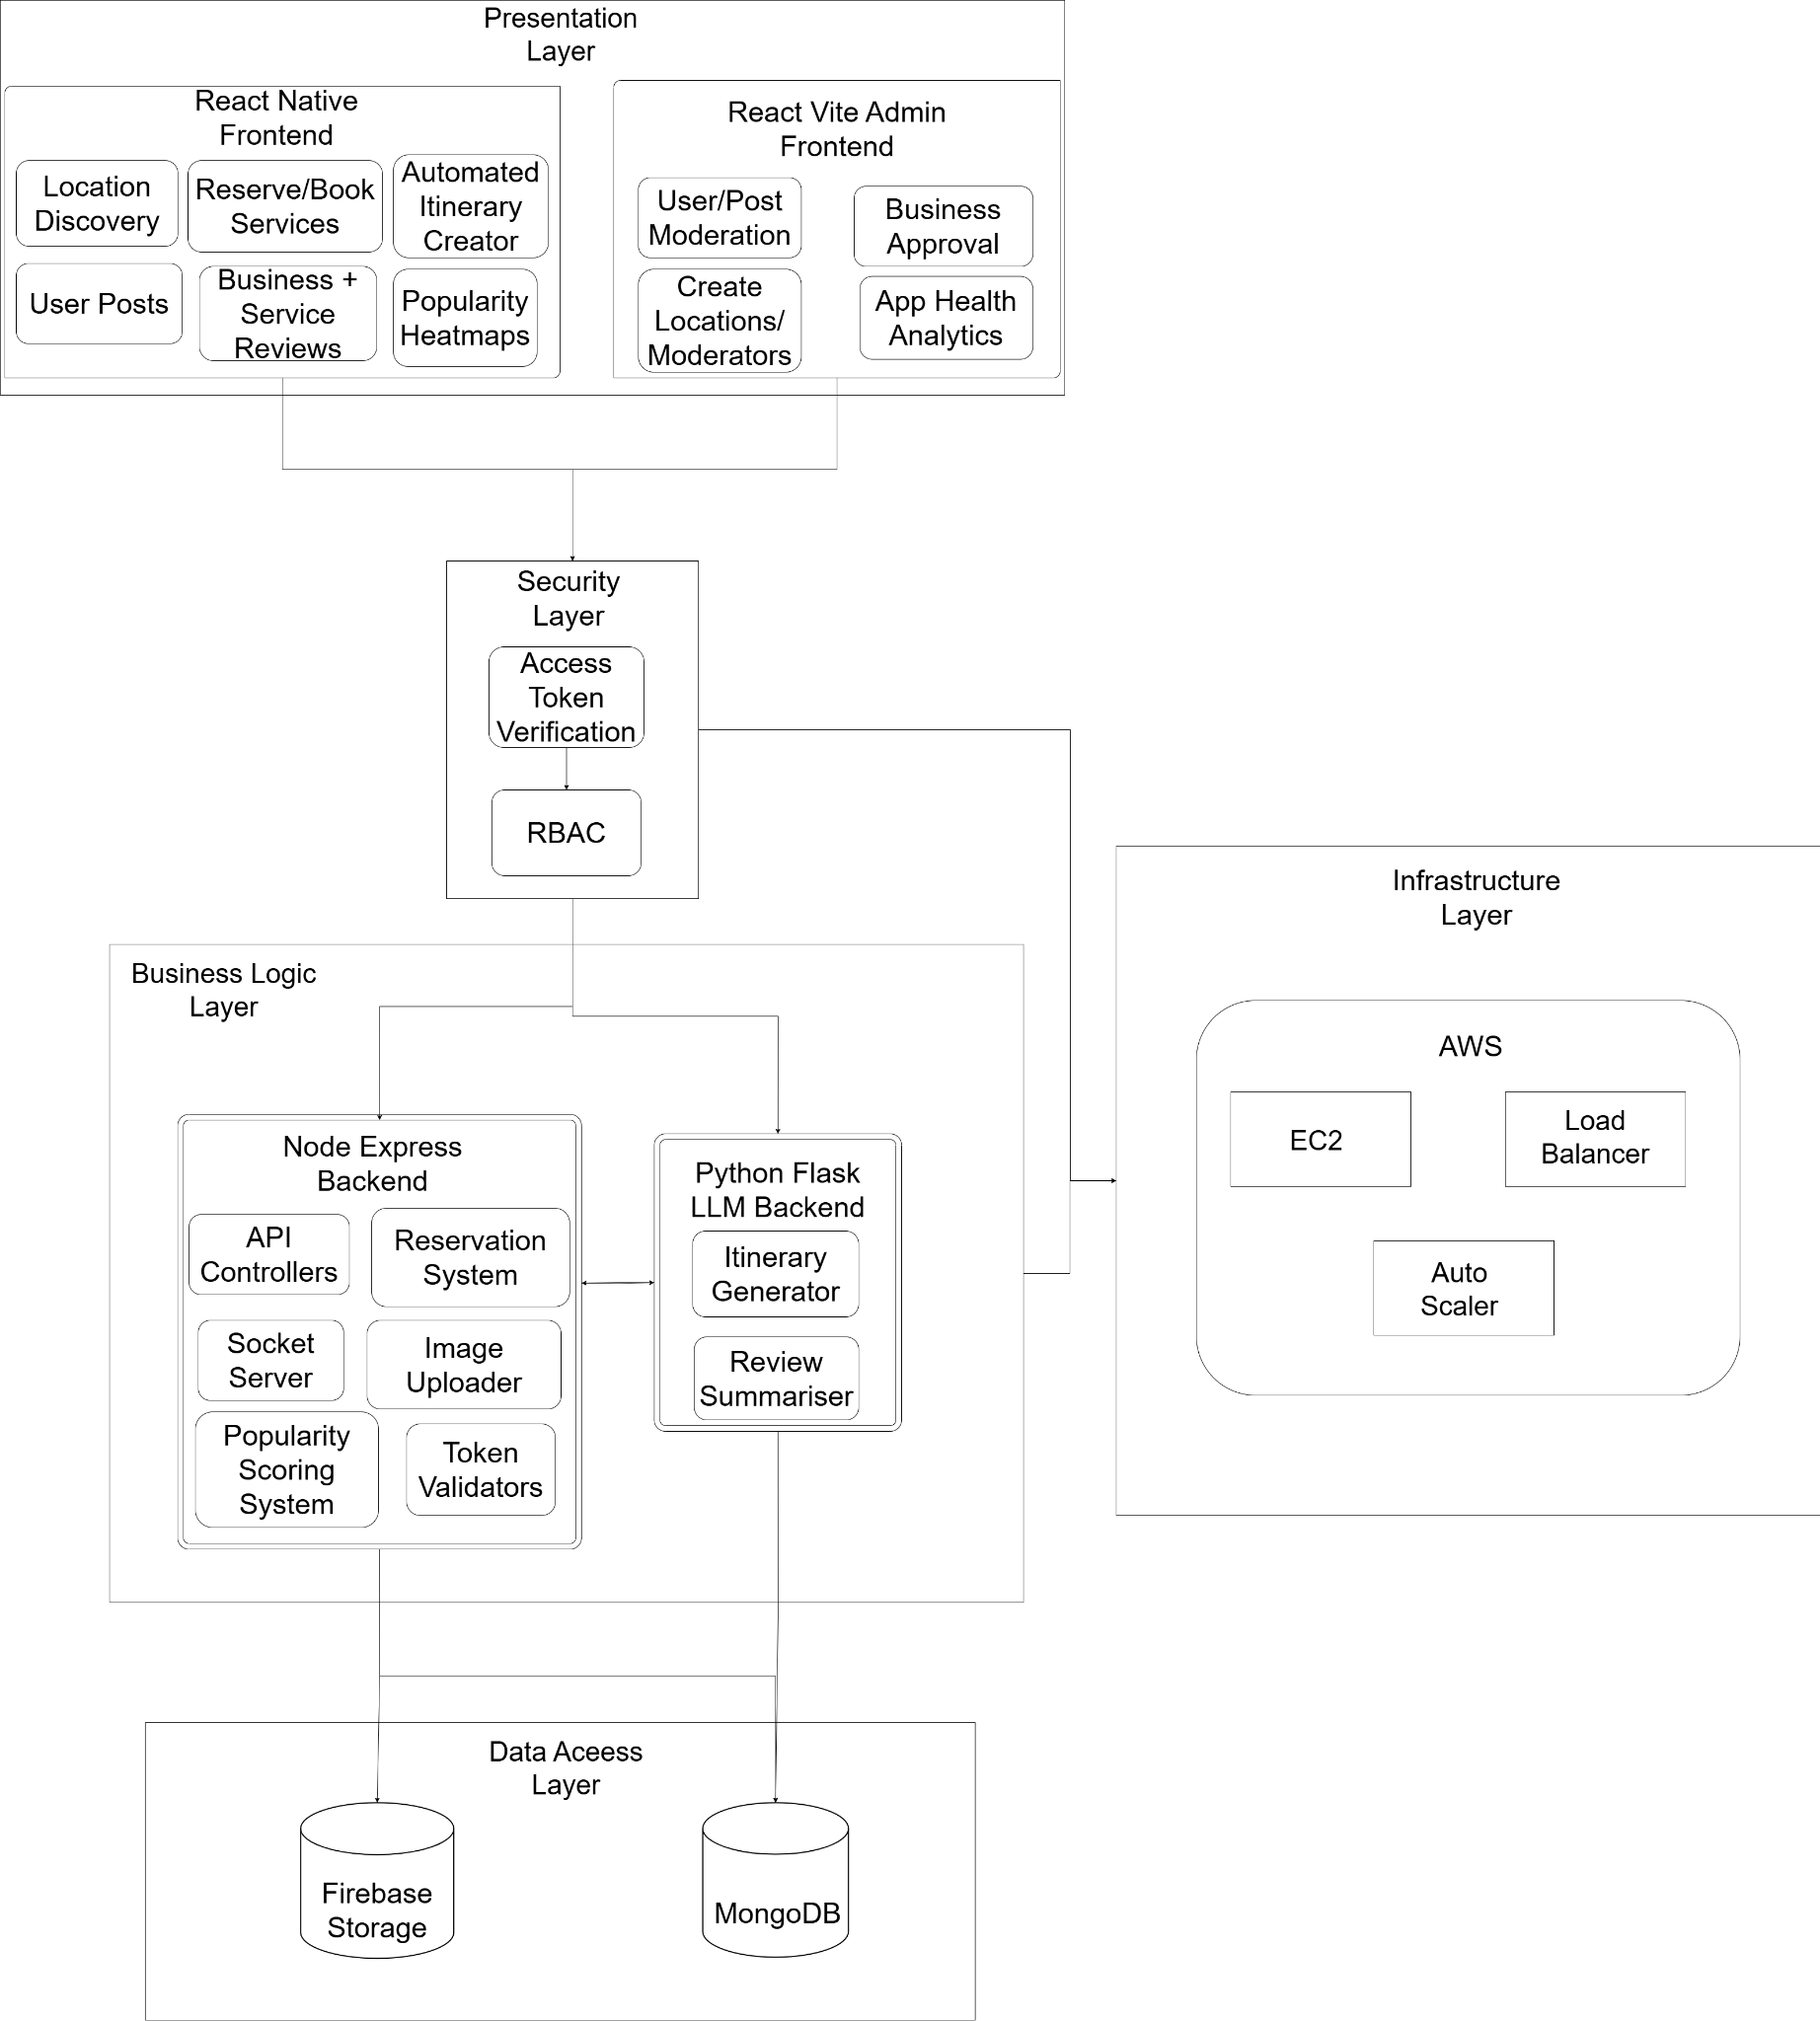 Presentation
Layer
React Native
Frontend
Location
Discovery
Reserve/Book
Services
Automated
Itinerary
Creator
User Posts
Business +
Service
Reviews
Popularity
Heatmaps
React Vite Admin
Frontend
User/Post
Moderation
Business
Approval
Create
Locations/
Moderators
App Health
Analytics
Security
Layer
Access
Token
Verification
RBAC
Business Logic
Layer
Node Express
Backend
API
Controllers
Reservation
System
Socket
Server
Image
Uploader
Popularity
Scoring
System
Token
Validators
Python Flask
LLM Backend
Itinerary
Generator
Review
Summariser
Infrastructure
Layer
AWS
EC2
Load
Balancer
Auto
Scaler
Data Aceess
Layer
Firebase
Storage
MongoDB